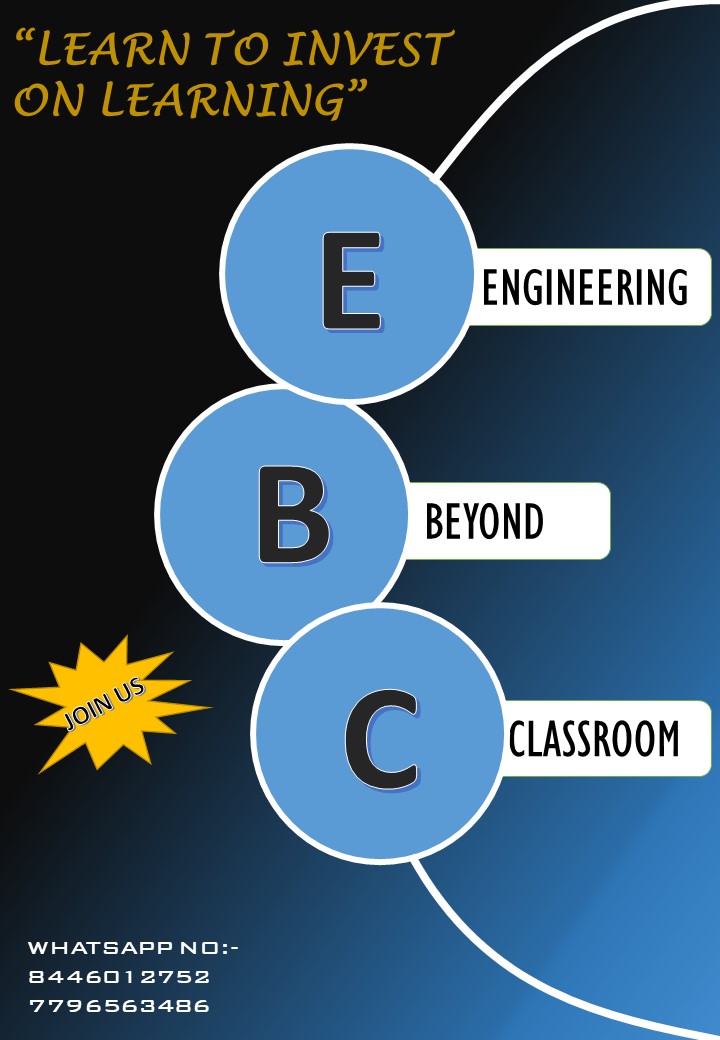 “LEARN TO INVEST
ON LEARNING”
E
ENGINEERING
B
BEYOND
JOIN US
C
CLASSROOM
WHATSAPP NO:-
8446012752
7796563486